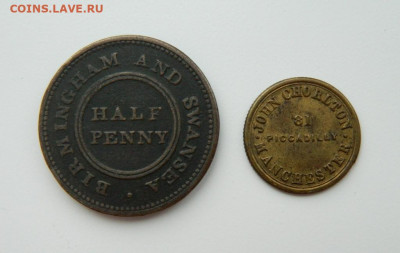 COINS.LAVE.RU
BIRMINGHAM AND SWANSEA
HALF
PENNY
JOHN CHORLTON
31
PICCADILLY
MANCHESTER